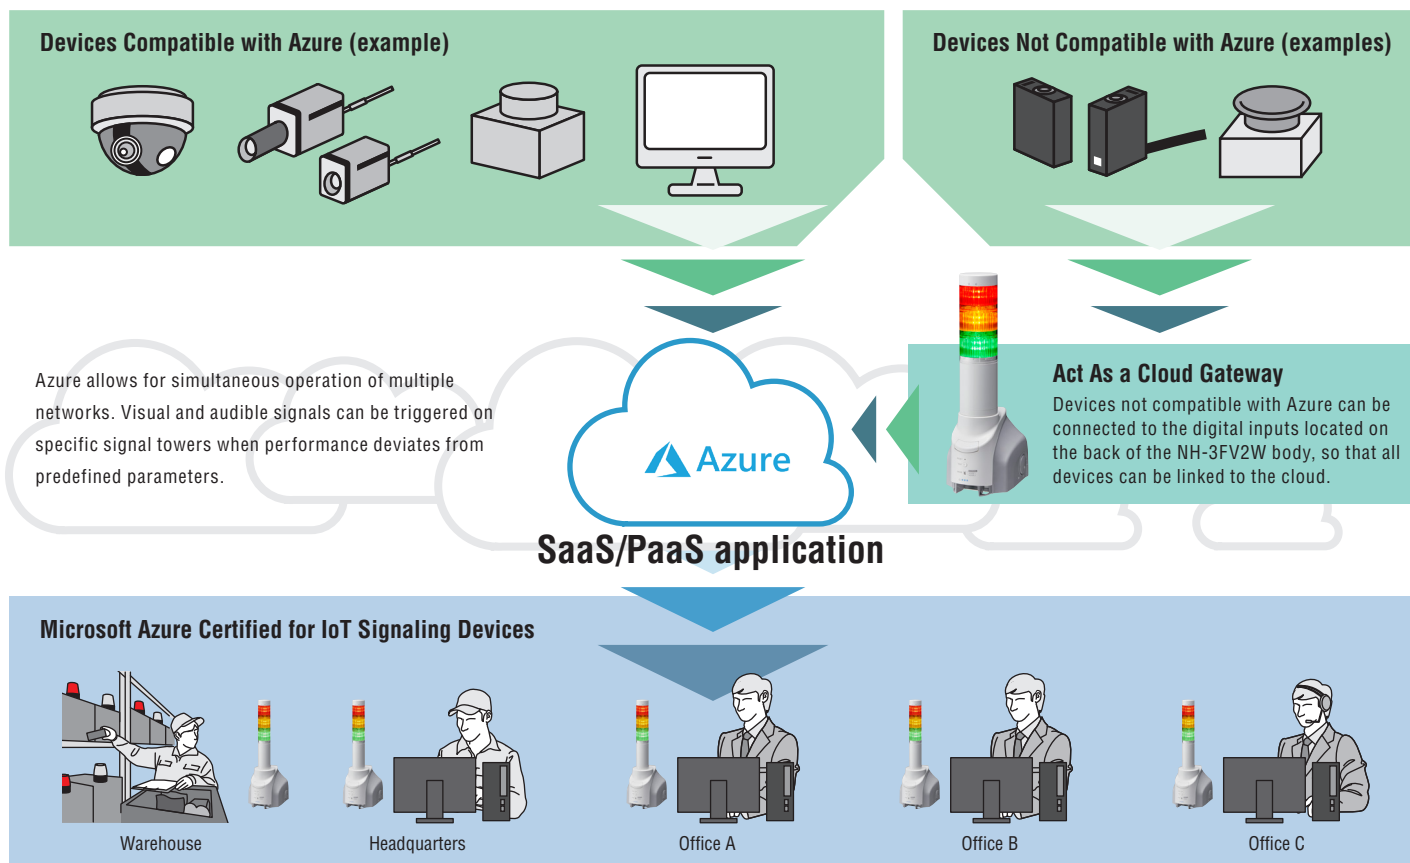 Devices Compatible with Azure (example)
Devices Not Compatible with Azure (examples)
Azure allows for simultaneous operation of multiple
networks. Visual and audible signals can be triggered on
specific signal towers when performance deviates from
predefined parameters.
Azure
Act As a Cloud Gateway
Devices not compatible with Azure can be
connected to the digital inputs located on
the back of the NH-3FV2W body, so that all
devices can be linked to the cloud.
SaaS/PaaS application
Microsoft Azure Certified for IoT Signaling Devices
Warehouse
Headquarters
Office A
Office B
Office C